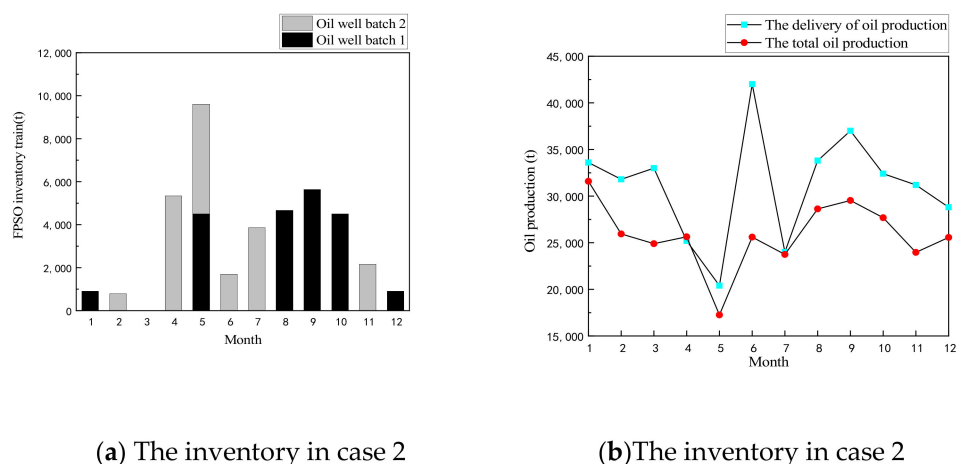 Oil well batch 2
Oil well batch 1
12, 000
10, 000
8, 000
6, 000
4, 000
2, 000
0
FPSO inventory train(t)
1 2 3 4 5 6 7 8 9 10 11 12
Month
The delivery of oil production
The total oil production
45, 000
40, 000
35, 000
30, 000
25, 000
20, 000
15, 000
Oil production (t)
1 2 3 4 5 6 7 8 9 10 11 12
Month
(a) The inventory in case 2
(b)The inventory in case 2